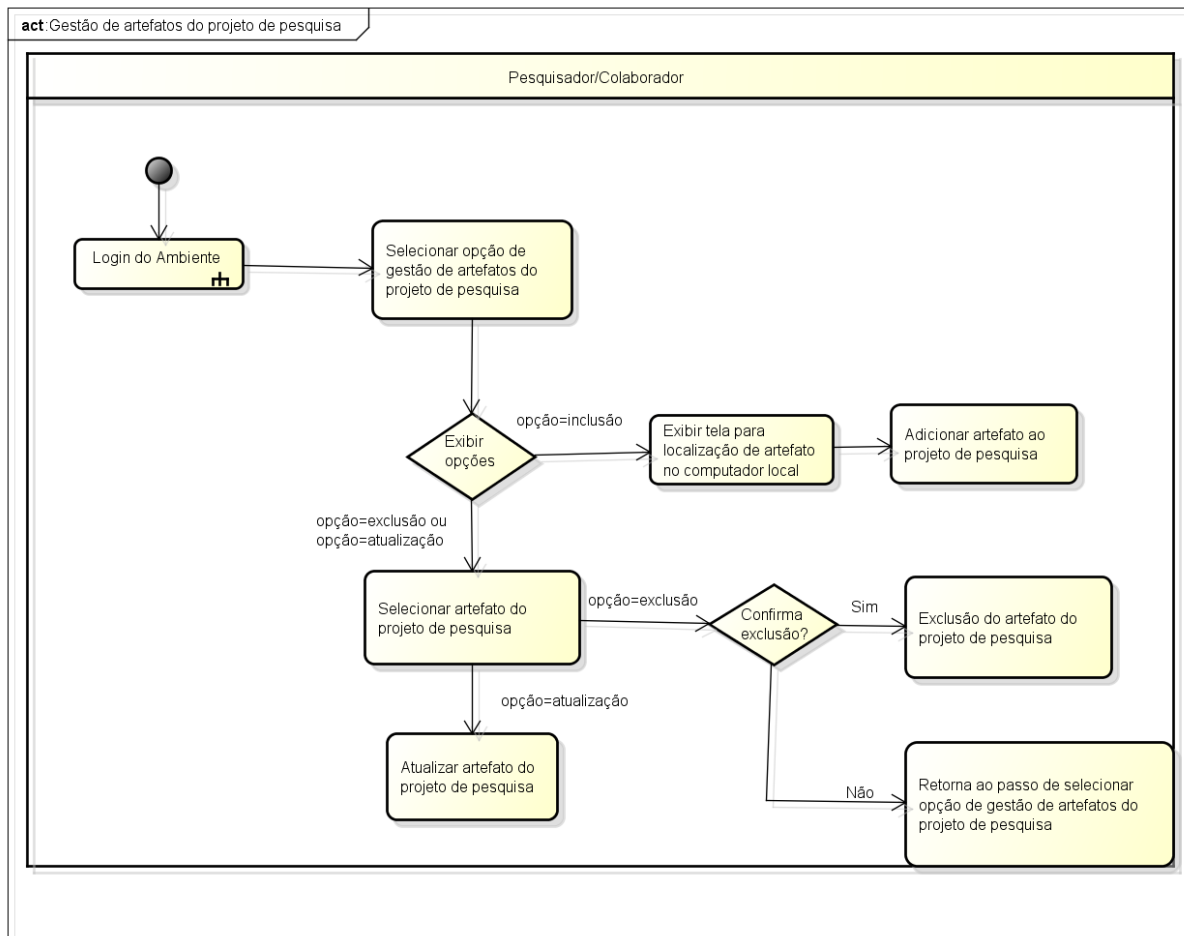 act:Gestão de artefatos do projeto de pesquisa
Pesquisador/Colaborador
Login do Ambiente
Selecionar opção de
gestão de artefatos do
projeto de pesquisa
Exibir
opções
opção=inclusão
Exibir tela para
localização de artefato
no computador local
Adicionar artefato ao
projeto de pesquisa
opção=exclusão ou
opção=atualização
Selecionar artefato do
projeto de pesquisa
opção=exclusão
Confirma
exclusão?
Sim
Exclusão do artefato do
projeto de pesquisa
opção=atualização
Atualizar artefato do
projeto de pesquisa
Não
Retorna ao passo de selecionar
opção de gestão de artefatos do
projeto de pesquisa